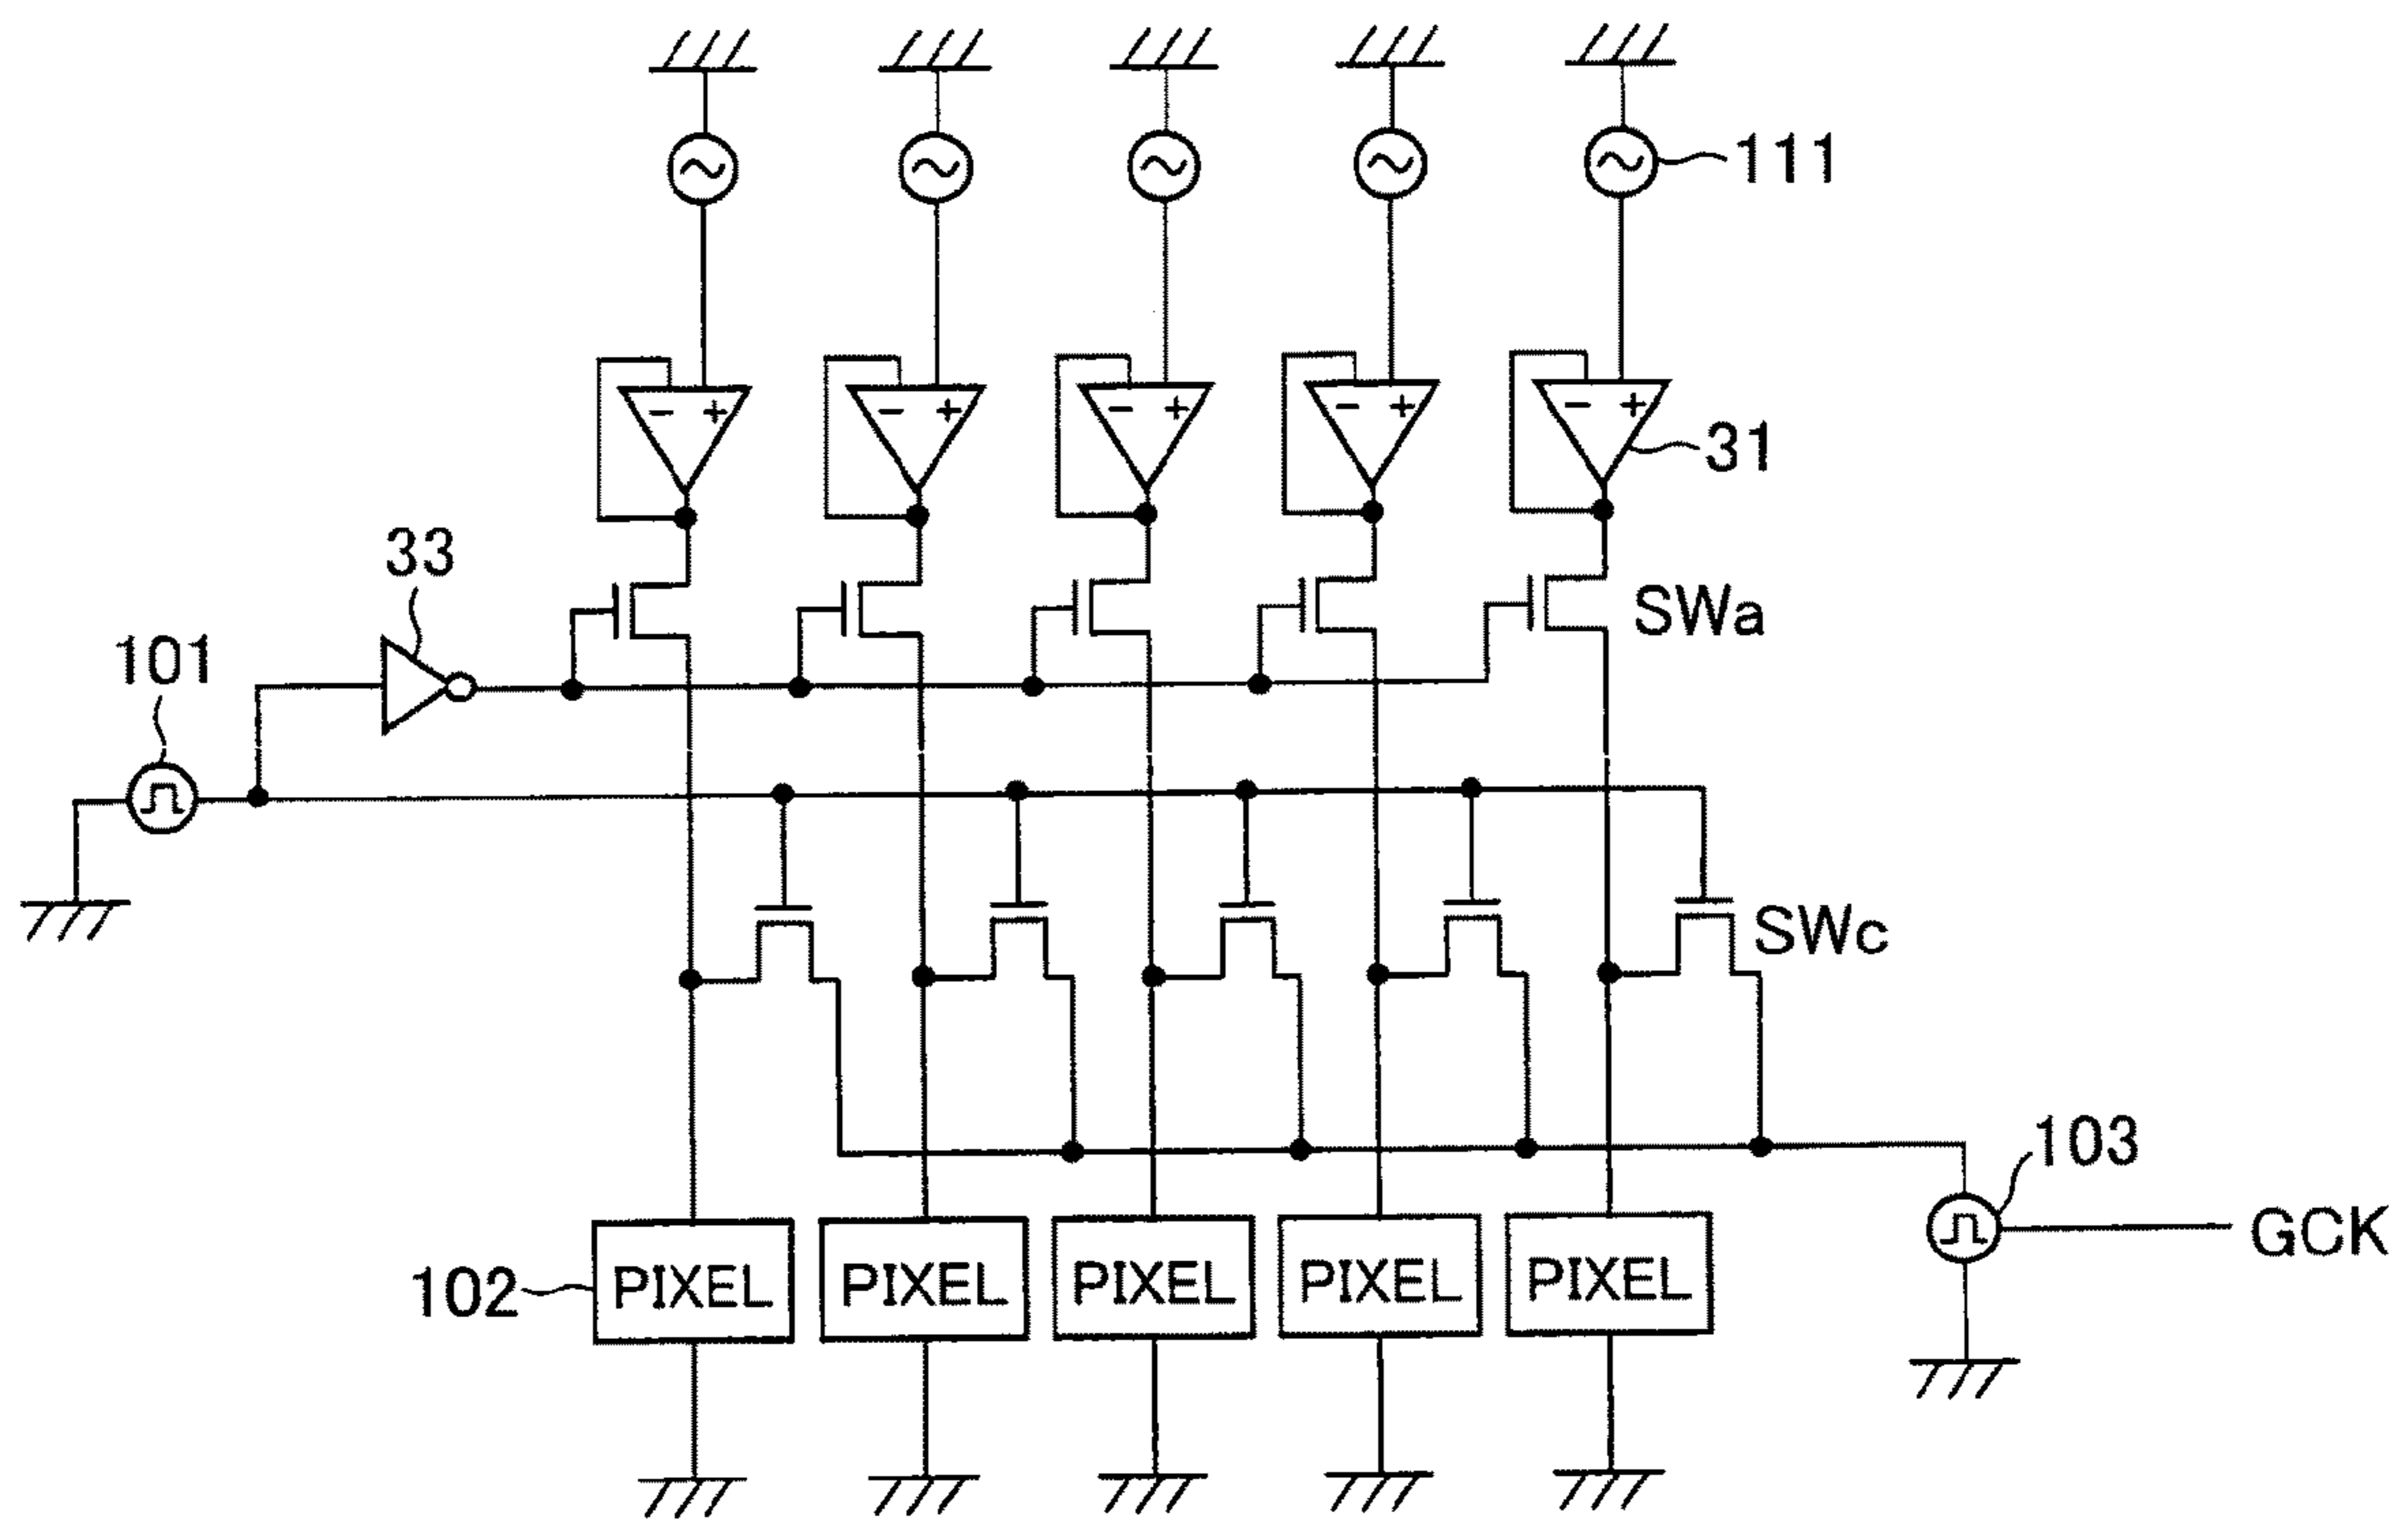 111
- +
- +
- +
- +
- +
31
33
SWa
101
SWc
103
GCK
102
PIXEL
PIXEL
PIXEL
PIXEL
PIXEL